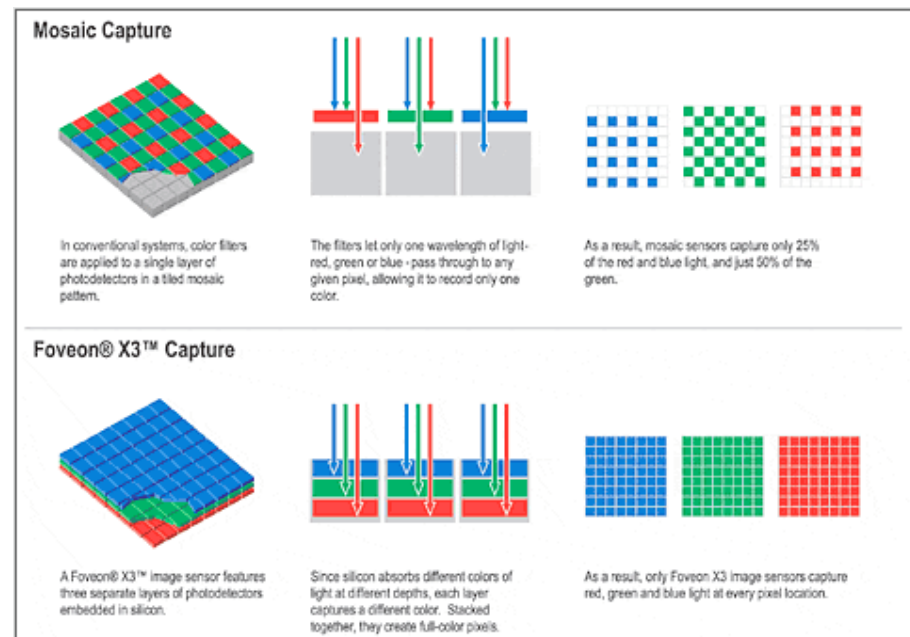 Mosaic Capture
In conventional systems, color filters
are applied to a single layer of
photodetectors in a tiled mosaic
pattern.
The filters let only one wavelength of light-
red, green or blue - pass through to any
given pixel, allowing it to record only one
color.
As a result, mosaic sensors capture only 25%
of the red and blue light, and just 50% of the
green.
Foveon® X3™ Capture
A Foveon® X3™ image sensor features
three separate layers of photodetectors
embedded in silicon.
Since silicon absorbs different colors of
light at different depths, each layer
captures a different color. Stacked
together, they create full-color pixels.
As a result, only Foveon X3 image sensors capture
red, green and blue light at every pixel location.